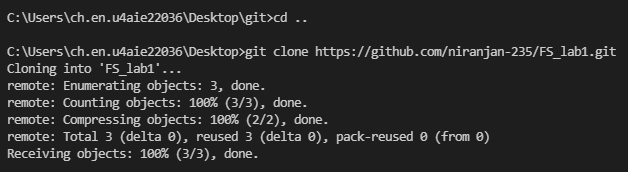 C:\Users\ch.en.u4aie22036\Desktop\git>cd ..
C:\Users\ch.en.u4aie22036\Desktop>git clone https://github.com/niranjan-235/FS_lab1.git
Cloning into 'FS_lab1'...
remote: Enumerating objects: 3, done.
remote: Counting objects: 100% (3/3), done.
remote: Compressing objects: 100% (2/2), done.
remote: Total 3 (delta 0), reused 3 (delta 0), pack-reused 0 (from 0)
Receiving objects: 100% (3/3), done.